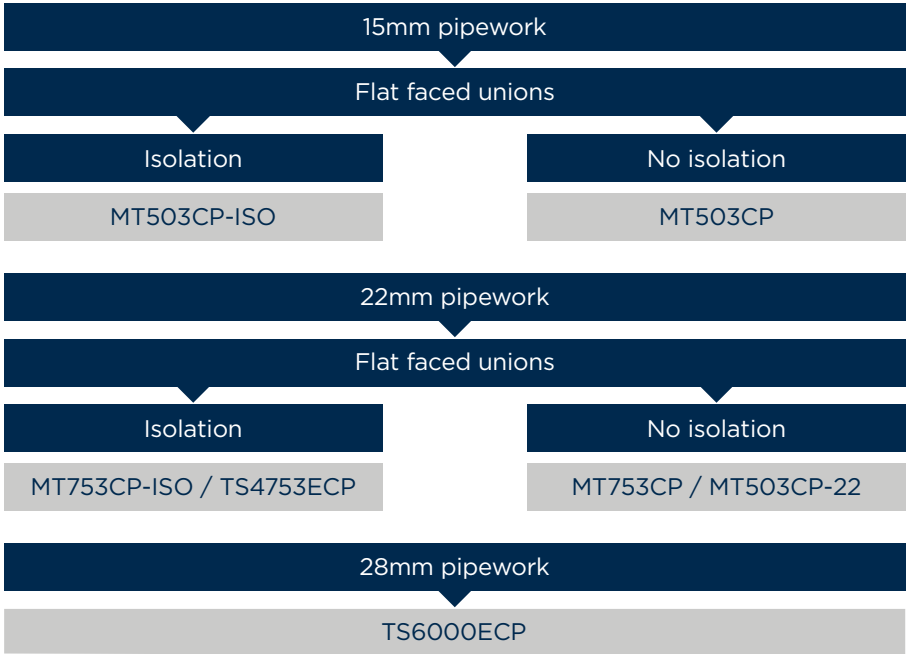 15mm pipework
Flat faced unions
Isolation
No isolation
MT503CP-ISO
MT503CP
22mm pipework
Flat faced unions
Isolation
No isolation
MT753CP-ISO / TS4753ECP
MT753CP / MT503CP-22
28mm pipework
TS6000ECP